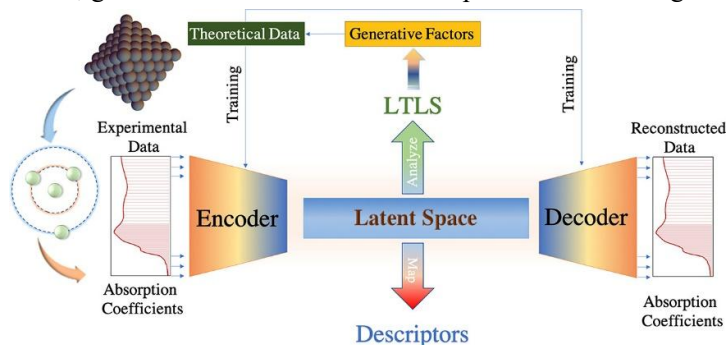 Theoretical Data
Generative Factors
Training
Training
LTLS
Experimental
Data
Reconstructed
Data
Analyze
Encoder
Latent Space
Decoder
Map
Absorption
Coefficients
Absorption
Coefficients
Descriptors